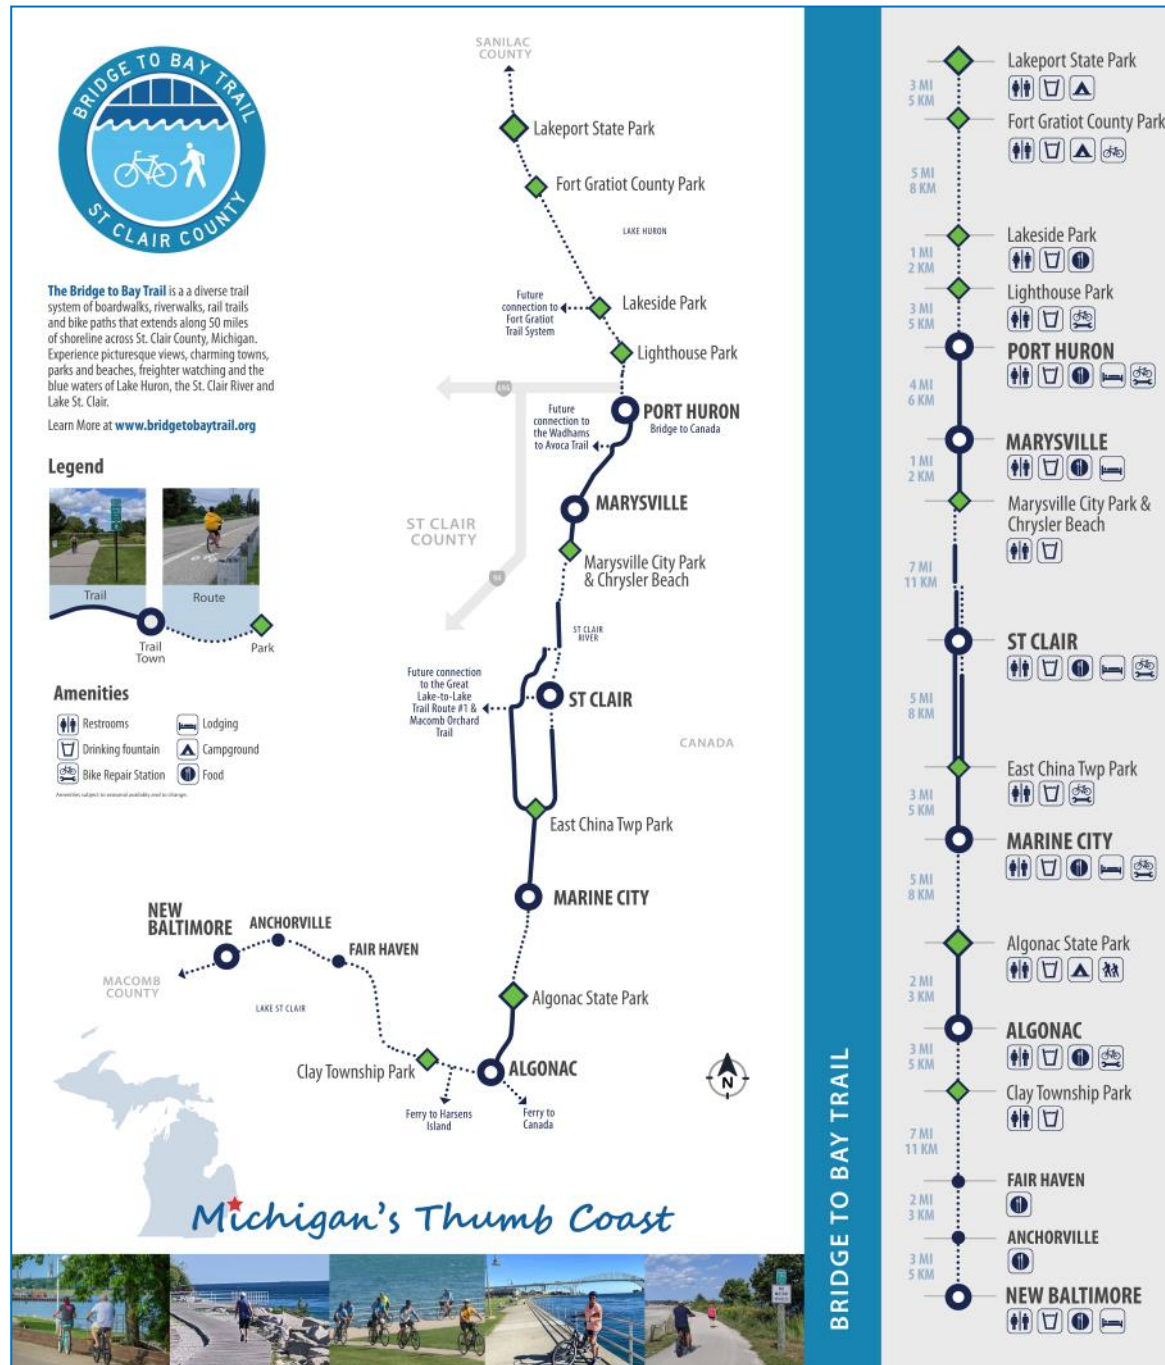 BRIDGE TO BAY TRAIL
ST CLAIR COUNTY
The Bridge to Bay Trail is a a diverse trail
system of boardwalks, riverwalks, rail trails
and bike paths that extends along 50 miles
of shoreline across St. Clair County, Michigan.
Experience picturesque views, charming towns,
parks and beaches, freighter watching and the
blue waters of Lake Huron, the St. Clair River and
Lake St. Clair.
Learn More at www.bridgetobaytrail.org
Legend
Trail
Route
Trail
Town
Park
Amenities
Restrooms
Lodging
Drinking fountain
Campground
Bike Repair Station
Food
Amenities subject to seasonal availability and to change.
SANILAC
COUNTY
Lakeport State Park
Fort Gratiot County Park
LAKE HURON
Future
connection to
Fort Gratiot
Trail System
Lakeside Park
Lighthouse Park
PORT HURON
Bridge to Canada
Future
connection to
the Wadhams
to Avoca Trail
MARYSVILLE
ST CLAIR
COUNTY
94
Marysville City Park
& Chrysler Beach
ST CLAIR
RIVER
Future connection
to the Great
Lake-to-Lake
Trail Route #1 &
Macomb Orchard
Trail
ST CLAIR
CANADA
East China Twp Park
MARINE CITY
NEW
BALTIMORE
ANCHORVILLE
FAIR HAVEN
MACOMB
COUNTY
LAKE ST CLAIR
Algonac State Park
Clay Township Park
ALGONAC
Ferry to Harsens
Island
Ferry to
Canada
N
Michigan's Thumb Coast
BRIDGE TO BAY TRAIL
Lakeport State Park
3 MI
5 KM
Fort Gratiot County Park
5 MI
8 KM
Lakeside Park
1 MI
2 KM
Lighthouse Park
3 MI
5 KM
PORT HURON
4 MI
6 KM
MARYSVILLE
1 MI
2 KM
Marysville City Park &
Chrysler Beach
7 MI
11 KM
ST CLAIR
5 MI
8 KM
East China Twp Park
3 MI
5 KM
MARINE CITY
5 MI
8 KM
Algonac State Park
2 MI
3 KM
ALGONAC
3 MI
5 KM
Clay Township Park
7 MI
11 KM
FAIR HAVEN
2 MI
3 KM
ANCHORVILLE
3 MI
5 KM
NEW BALTIMORE